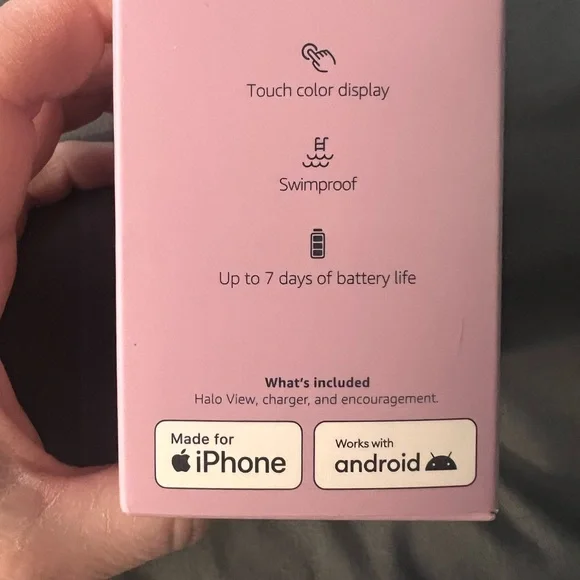 Touch color display
Swimproof
Up to 7 days of battery life
What's included
Halo View, charger, and encouragement.
Made for
iPhone
Works with
android